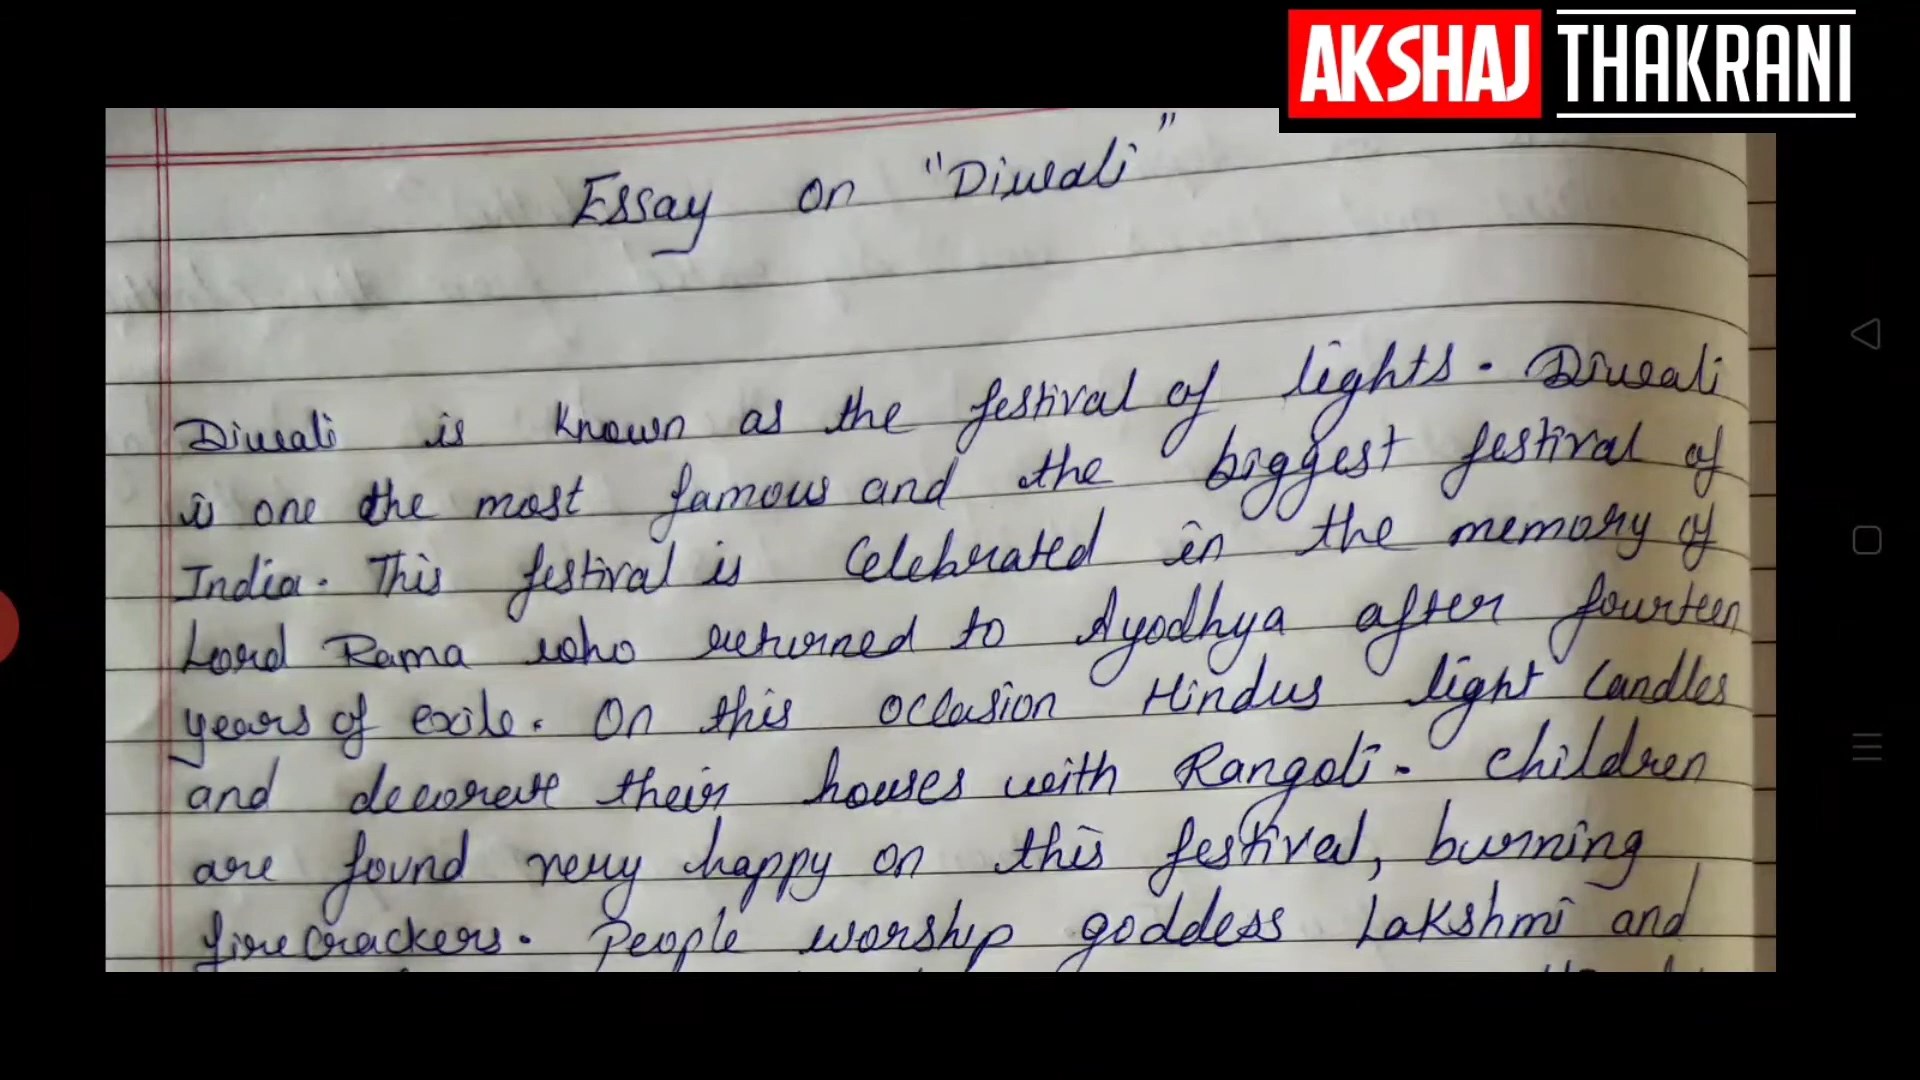 AKSHAJ THAKRANI
Essay on "Diwali"
Diwali is known as the festival of lights. Diwali
is one the most famous and the biggest festival of
India. This festival is Celebrated in the memory of
Lord Rama who returned to Ayodhya after fourteen
years of exile. On this occasion Hindus light Candles
and decorate their houses with Rangoli. Children
are found very happy on this festival, burning
fire Crackers. People worship goddess Lakshmi and